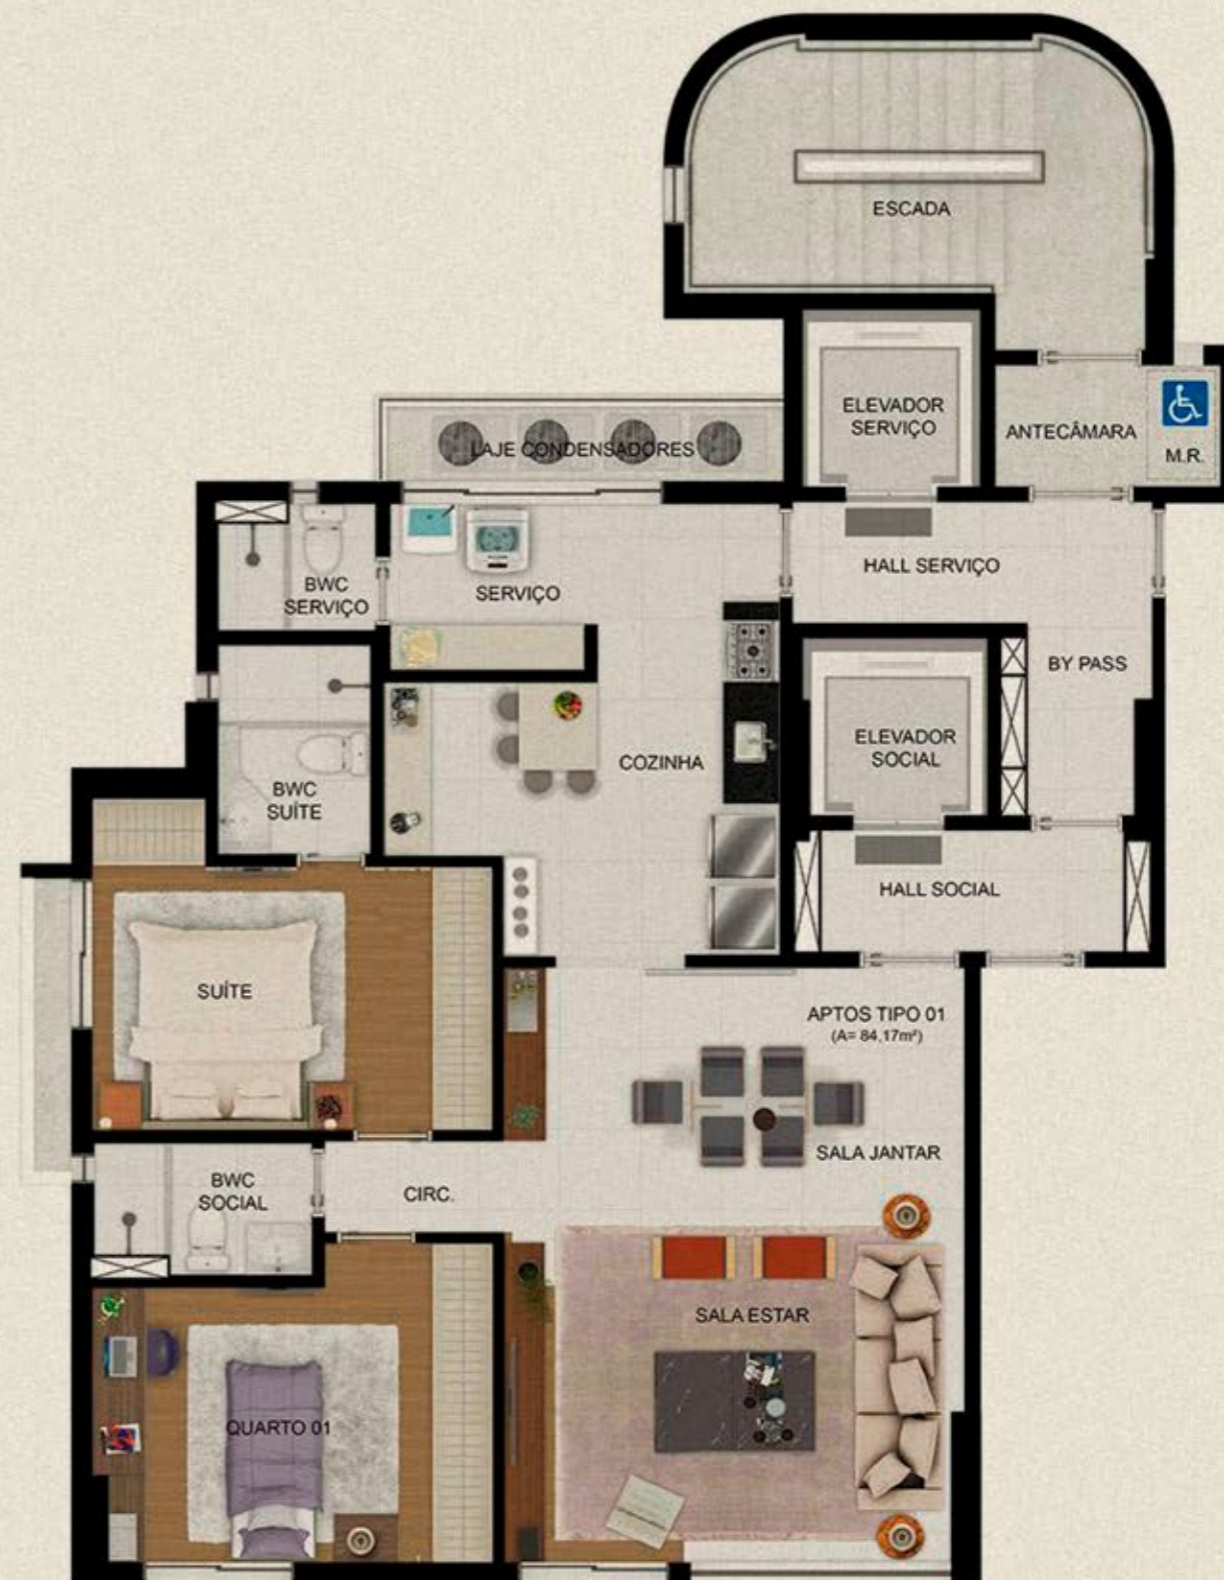 ESCADA
ELEVADOR
SERVIÇO
ANTECÂMARA
M.R.
LAJE CONDENSADORES
HALL SERVIÇO
BWC
SERVIÇO
SERVIÇO
BY PASS
ELEVADOR
SOCIAL
COZINHA
BWC
SUÍTE
HALL SOCIAL
SUÍTE
APTOS TIPO 01
(A= 84,17m²)
SALA JANTAR
BWC
SOCIAL
CIRC.
SALA ESTAR
QUARTO 01